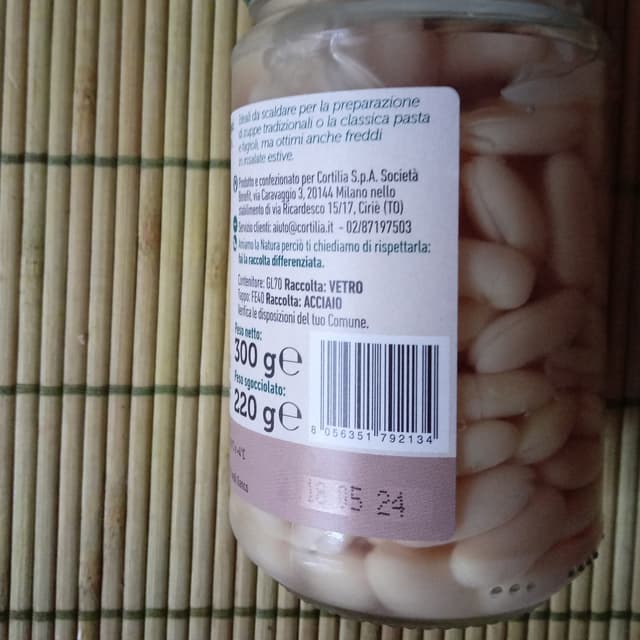 Ideali da scaldare per la preparazione
di zuppe tradizionali o la classica pasta
e fagioli, ma ottimi anche freddi
in insalate estive.
Prodotto e confezionato per Cortilia S.p.A. Società
Benefit, via Caravaggio 3, 20144 Milano nello
stabilimento di via Ricardesco 15/17, Ciriè (TO)
Servizio clienti: aiuto@cortilia.it - 02/87197503
Amiamo la Natura perciò ti chiediamo di rispettarla:
fai la raccolta differenziata.
Contenitore: GL70 Raccolta: VETRO
Tappo: FE40 Raccolta: ACCIAIO
Verifica le disposizioni del tuo Comune.
Peso netto:
300 g e
Peso sgocciolato:
220 g e
8 056351 792134
18 05 24